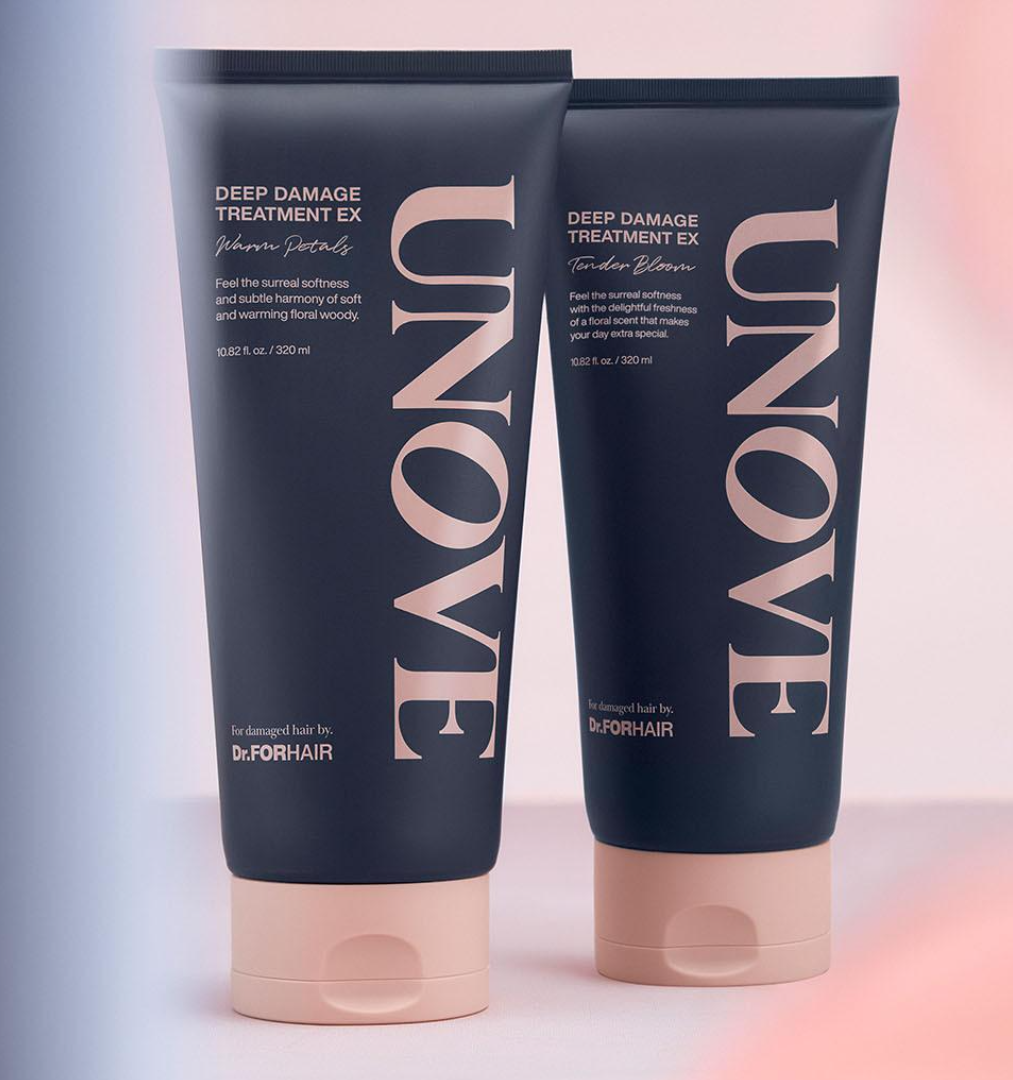 DEEP DAMAGE
TREATMENT EX
Warm Petals
Feel the surreal softness
and subtle harmony of soft
and warming floral woody.
10.82 fl. oz. / 320 ml
UNOVE
For damaged hair by.
Dr.FORHAIR
DEEP DAMAGE
TREATMENT EX
Tender Bloom
Feel the surreal softness
with the delightful freshness
of a floral scent that makes
your day extra special.
10.82 fl. oz. / 320 ml
UNOVE
For damaged hair by.
Dr.FORHAIR